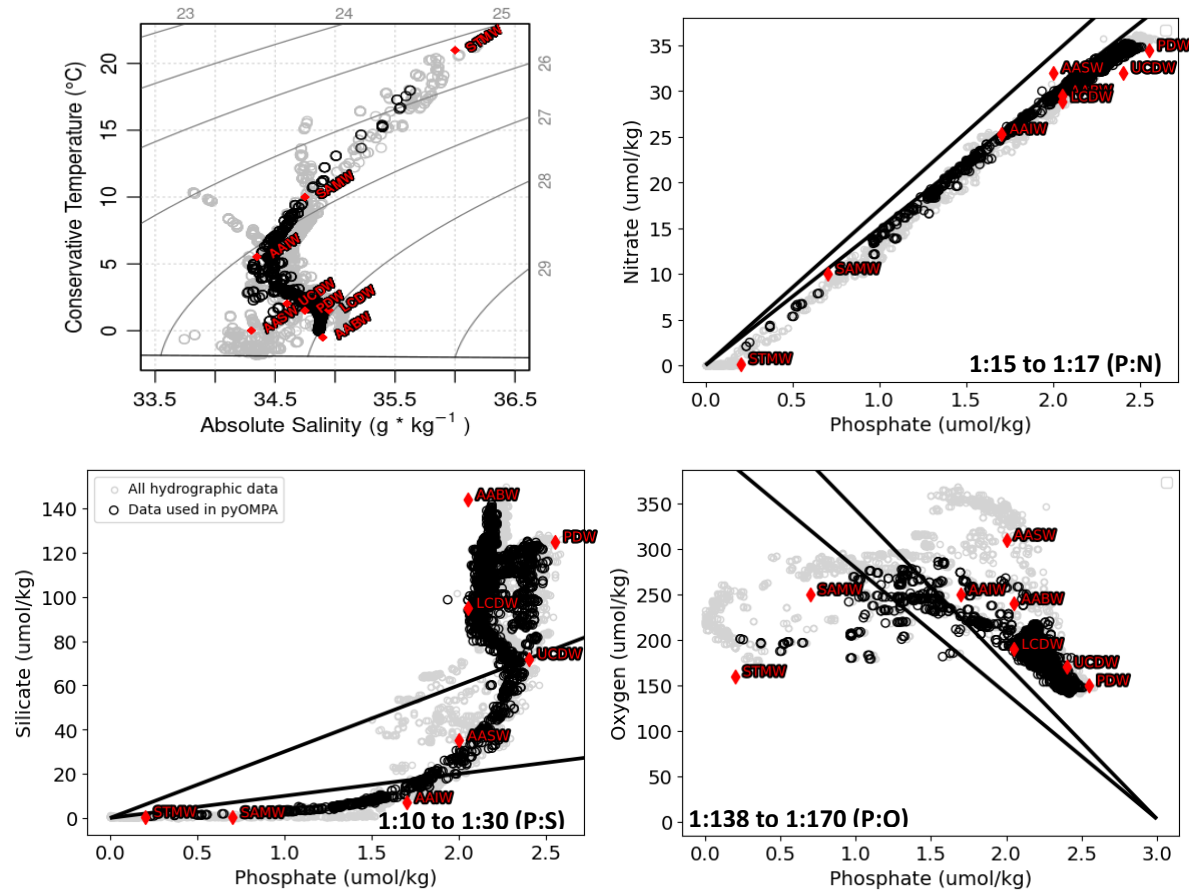 23
24
25
26
27
28
29
20
15
10
5
0
33.5
34.5
35.5
36.5
Conservative Temperature (°C)
Absolute Salinity (g * kg⁻¹ )
STMW
SAMW
AAIW
UCDW
AASW
PDW
LCDW
AABW
35
30
25
20
15
10
5
0
0.0
0.5
1.0
1.5
2.0
2.5
Nitrate (umol/kg)
Phosphate (umol/kg)
PDW
AASW
UCDW
AABW
LCDW
AAIW
SAMW
STMW
1:15 to 1:17 (P:N)
140
120
100
80
60
40
20
0
0.0
0.5
1.0
1.5
2.0
2.5
Silicate (umol/kg)
Phosphate (umol/kg)
All hydrographic data
Data used in pyOMPA
AABW
PDW
LCDW
UCDW
AASW
AAIW
STMW
SAMW
1:10 to 1:30 (P:S)
350
300
250
200
150
100
50
0
0.0
0.5
1.0
1.5
2.0
2.5
3.0
Oxygen (umol/kg)
Phosphate (umol/kg)
AASW
SAMW
AAIW
AABW
LCDW
UCDW
STMW
PDW
1:138 to 1:170 (P:O)